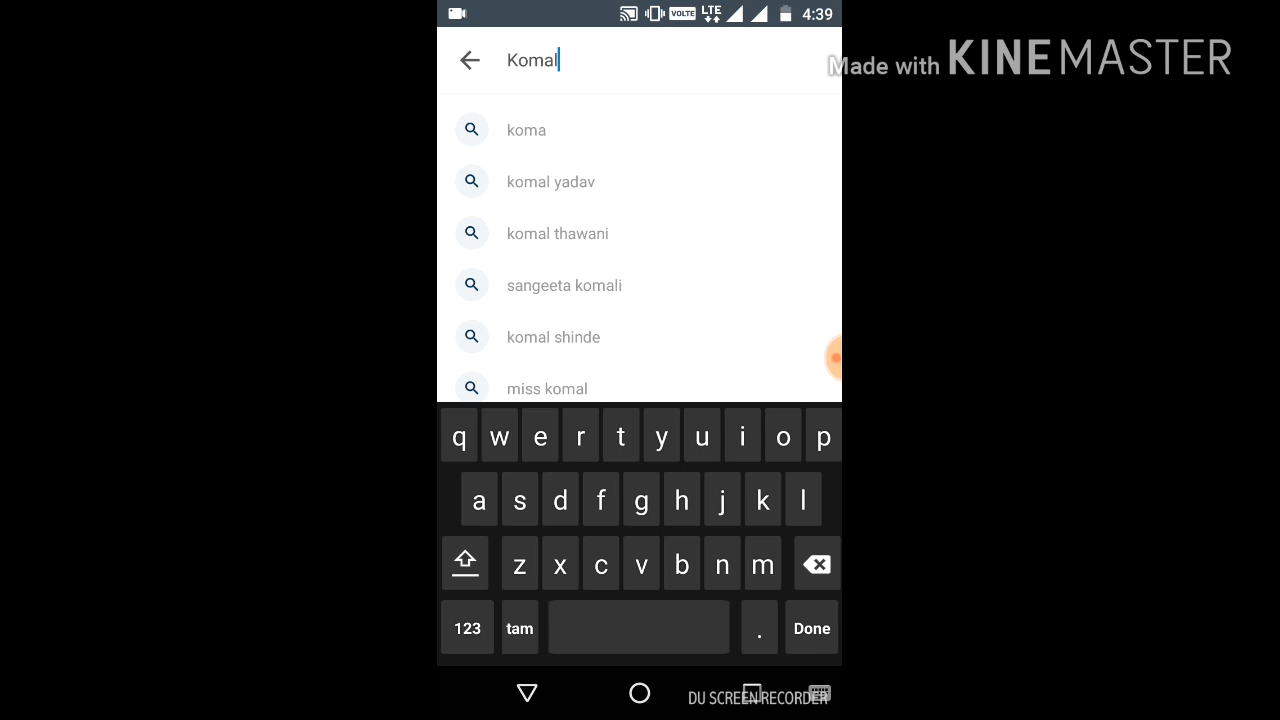 VOLTE LTE 4:39
Komal
Made with KINEMASTER
koma
komal yadav
komal thawani
sangeeta komali
komal shinde
miss komal
q w e r t y u i o p
a s d f g h j k l
z x c v b n m
123 tam . Done
DU SCREEN RECORDER